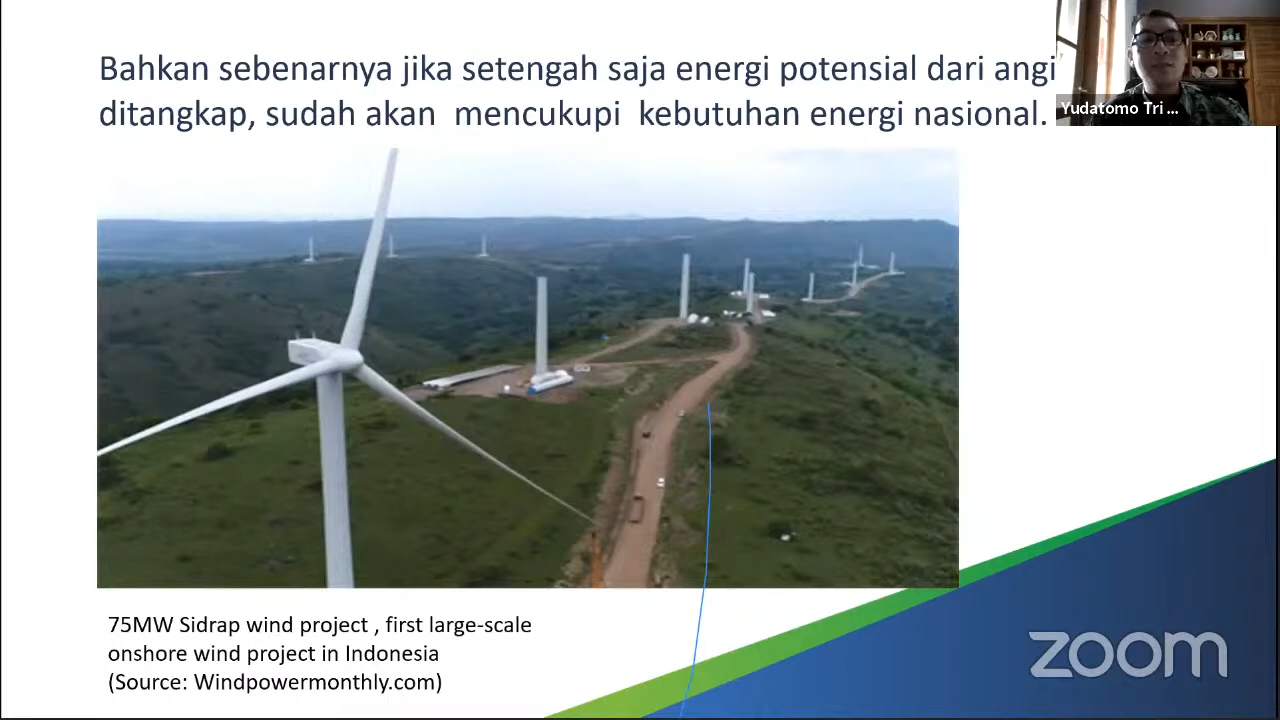 Bahkan sebenarnya jika setengah saja energi potensial dari angi
ditangkap, sudah akan mencukupi kebutuhan energi nasional.
Yudatomo Tri ...
75MW Sidrap wind project , first large-scale
onshore wind project in Indonesia
(Source: Windpowermonthly.com)
zoom